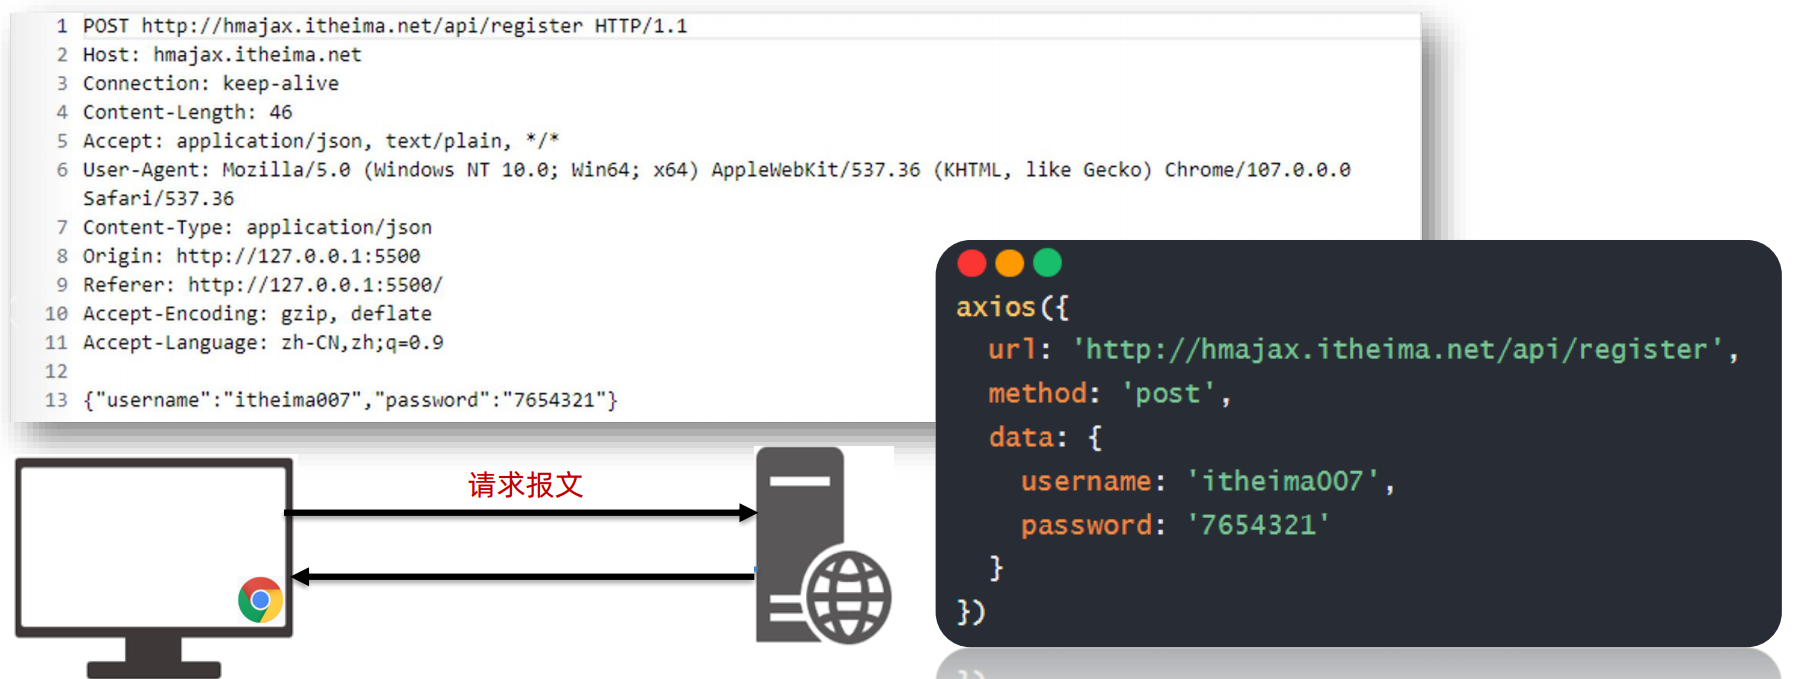 1 POST http://hmajax.itheima.net/api/register HTTP/1.1
2 Host: hmajax.itheima.net
3 Connection: keep-alive
4 Content-Length: 46
5 Accept: application/json, text/plain, */*
6 User-Agent: Mozilla/5.0 (Windows NT 10.0; Win64; x64) AppleWebKit/537.36 (KHTML, like Gecko) Chrome/107.0.0.0
Safari/537.36
7 Content-Type: application/json
8 Origin: http://127.0.0.1:5500
9 Referer: http://127.0.0.1:5500/
10 Accept-Encoding: gzip, deflate
11 Accept-Language: zh-CN,zh;q=0.9
12
13 {"username":"itheima007","password":"7654321"}
请求报文
axios({
url: 'http://hmajax.itheima.net/api/register',
method: 'post',
data: {
username: 'itheima007',
password: '7654321'
}
})